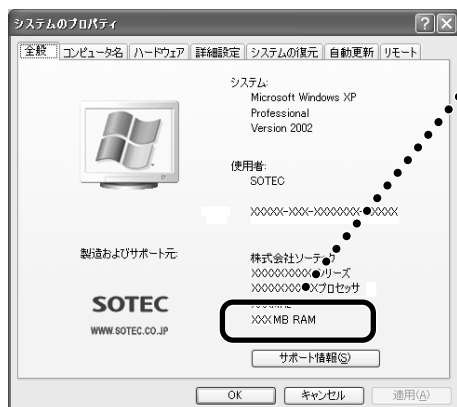 システムのプロパティ
全般 コンピュータ名 ハードウェア 詳細設定 システムの復元 自動更新 リモート
システム:
Microsoft Windows XP
Professional
Version 2002
使用者:
SOTEC
XXXXX-XXX-XXXXXXX-XXXXX
製造およびサポート元:
株式会社ソーテック
XXXXXXXXXXシリーズ
XXXXXXXXXXプロセッサ
XXXMHz
XXXMB RAM
SOTEC
WWW.SOTEC.CO.JP
サポート情報(S)
OK キャンセル 適用(A)